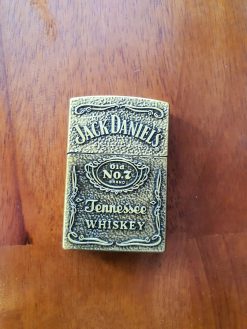 JACK DANIEL'S
Old
No.7
BRAND
Tennessee
WHISKEY